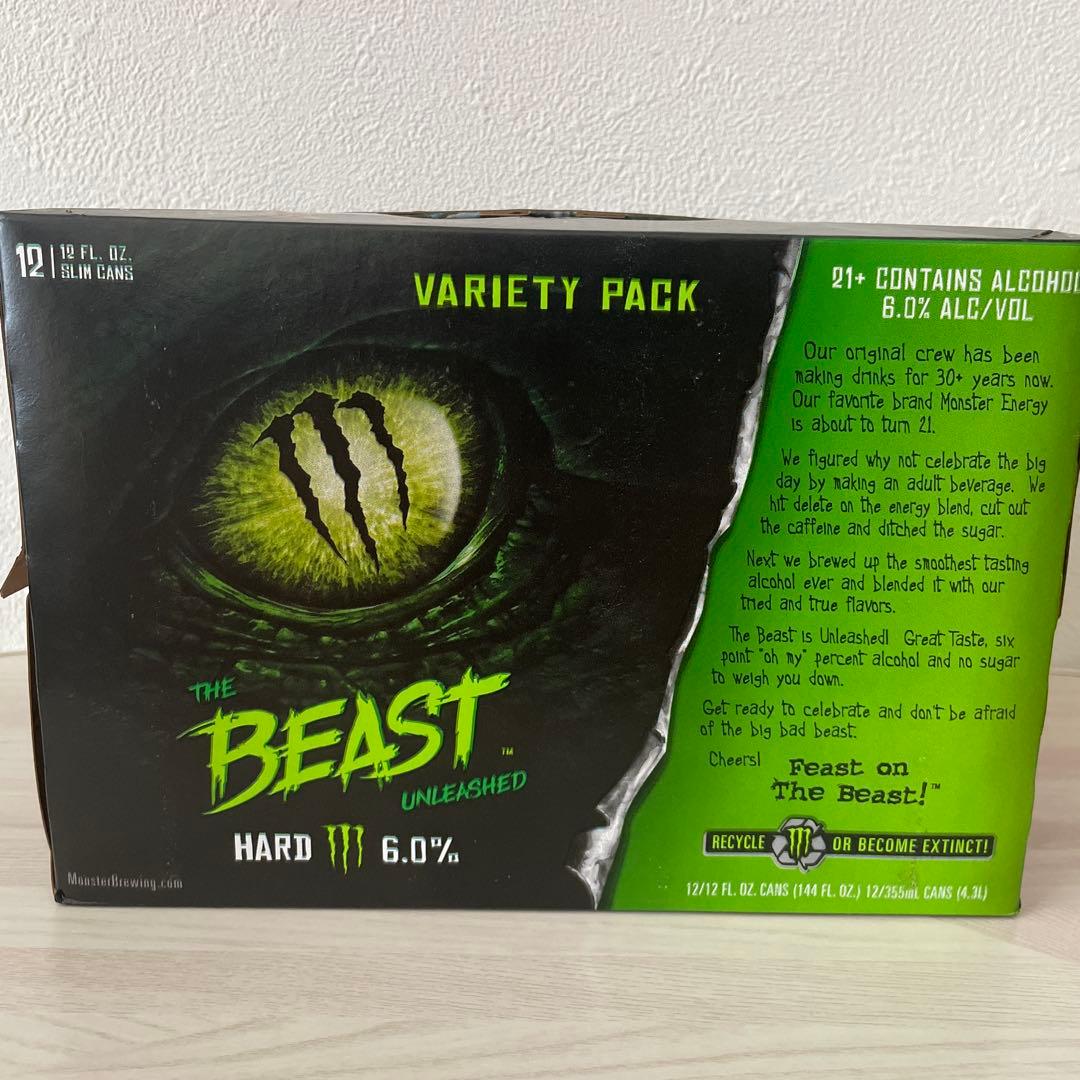 12 | 12 FL. OZ.
SLIM CANS
VARIETY PACK
THE
BEAST™
UNLEASHED
HARD 6.0%
MonsterBrewing.com
21+ CONTAINS ALCOHOL
6.0% ALC/VOL
Our original crew has been
making drinks for 30+ years now.
Our favorite brand Monster Energy
is about to turn 21.
We figured why not celebrate the big
day by making an adult beverage. We
hit delete on the energy blend, cut out
the caffeine and ditched the sugar.
Next we brewed up the smoothest tasting
alcohol ever and blended it with our
tried and true flavors.
The Beast is Unleashed! Great Taste, six
point "oh my" percent alcohol and no sugar
to weigh you down.
Get ready to celebrate and don't be afraid
of the big bad beast.
Cheers!
Feast on
The Beast!™
RECYCLE OR BECOME EXTINCT!
12/12 FL. OZ. CANS (144 FL. OZ.) 12/355mL CANS (4.3L)